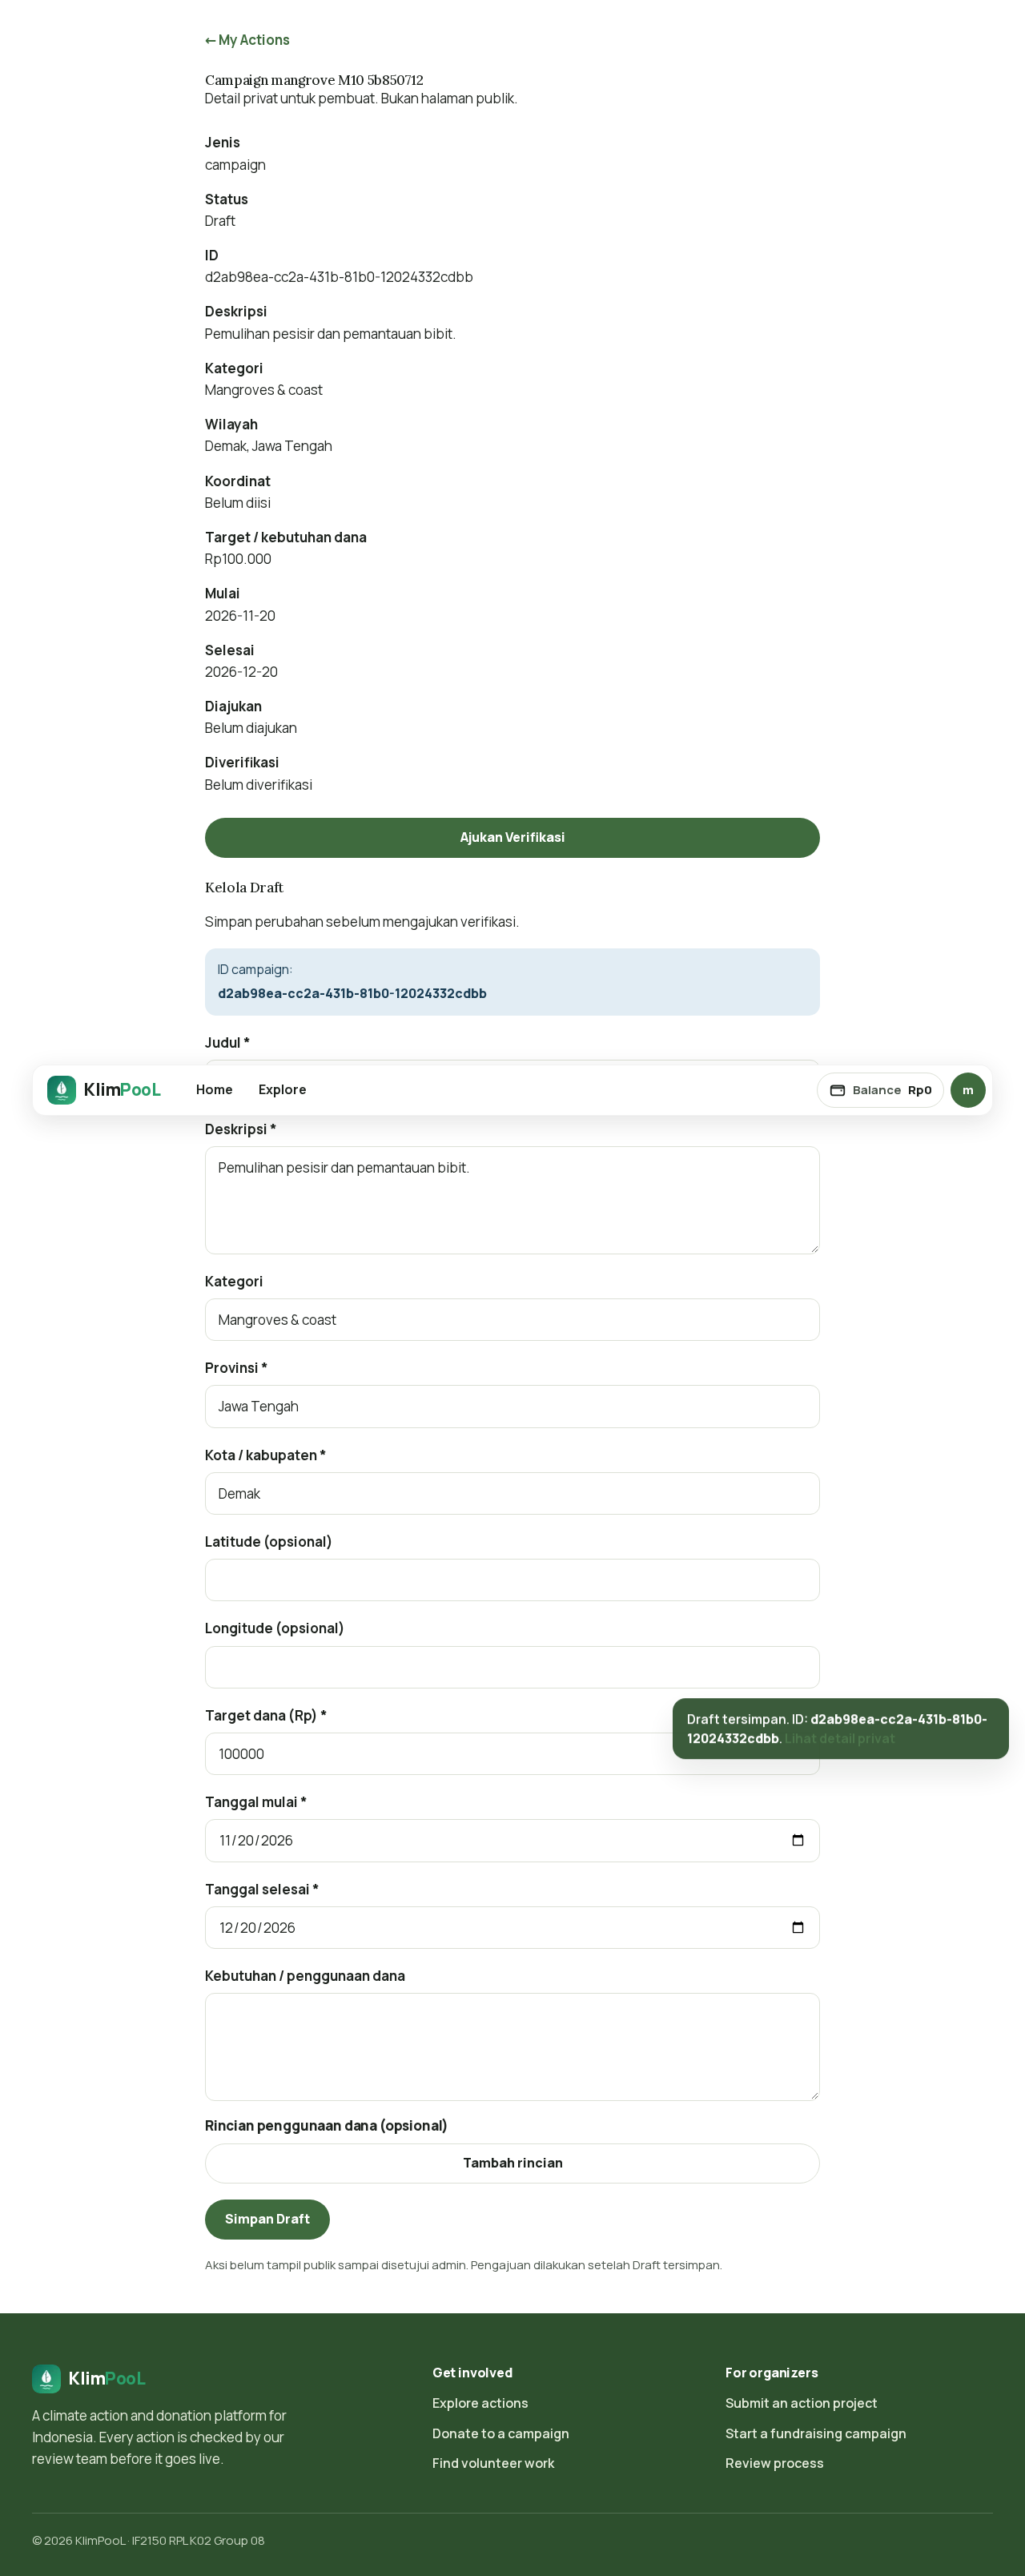 ← My Actions
Campaign mangrove M10 5b850712
Detail privat untuk pembuat. Bukan halaman publik.
Jenis
campaign
Status
Draft
ID
d2ab98ea-cc2a-431b-81b0-12024332cdbb
Deskripsi
Pemulihan pesisir dan pemantauan bibit.
Kategori
Mangroves & coast
Wilayah
Demak, Jawa Tengah
Koordinat
Belum diisi
Target / kebutuhan dana
Rp100.000
Mulai
2026-11-20
Selesai
2026-12-20
Diajukan
Belum diajukan
Diverifikasi
Belum diverifikasi
Ajukan Verifikasi
Kelola Draft
Simpan perubahan sebelum mengajukan verifikasi.
ID campaign:
d2ab98ea-cc2a-431b-81b0-12024332cdbb
Judul *
KlimPooL Home Explore Balance Rp0 m
Deskripsi *
Pemulihan pesisir dan pemantauan bibit.
Kategori
Mangroves & coast
Provinsi *
Jawa Tengah
Kota / kabupaten *
Demak
Latitude (opsional)
Longitude (opsional)
Target dana (Rp) *
100000
Draft tersimpan. ID: d2ab98ea-cc2a-431b-81b0-
12024332cdbb. Lihat detail privat
Tanggal mulai *
11/20/2026
Tanggal selesai *
12/20/2026
Kebutuhan / penggunaan dana
Rincian penggunaan dana (opsional)
Tambah rincian
Simpan Draft
Aksi belum tampil publik sampai disetujui admin. Pengajuan dilakukan setelah Draft tersimpan.
KlimPooL
A climate action and donation platform for
Indonesia. Every action is checked by our
review team before it goes live.
Get involved
Explore actions
Donate to a campaign
Find volunteer work
For organizers
Submit an action project
Start a fundraising campaign
Review process
© 2026 KlimPooL · IF2150 RPL K02 Group 08